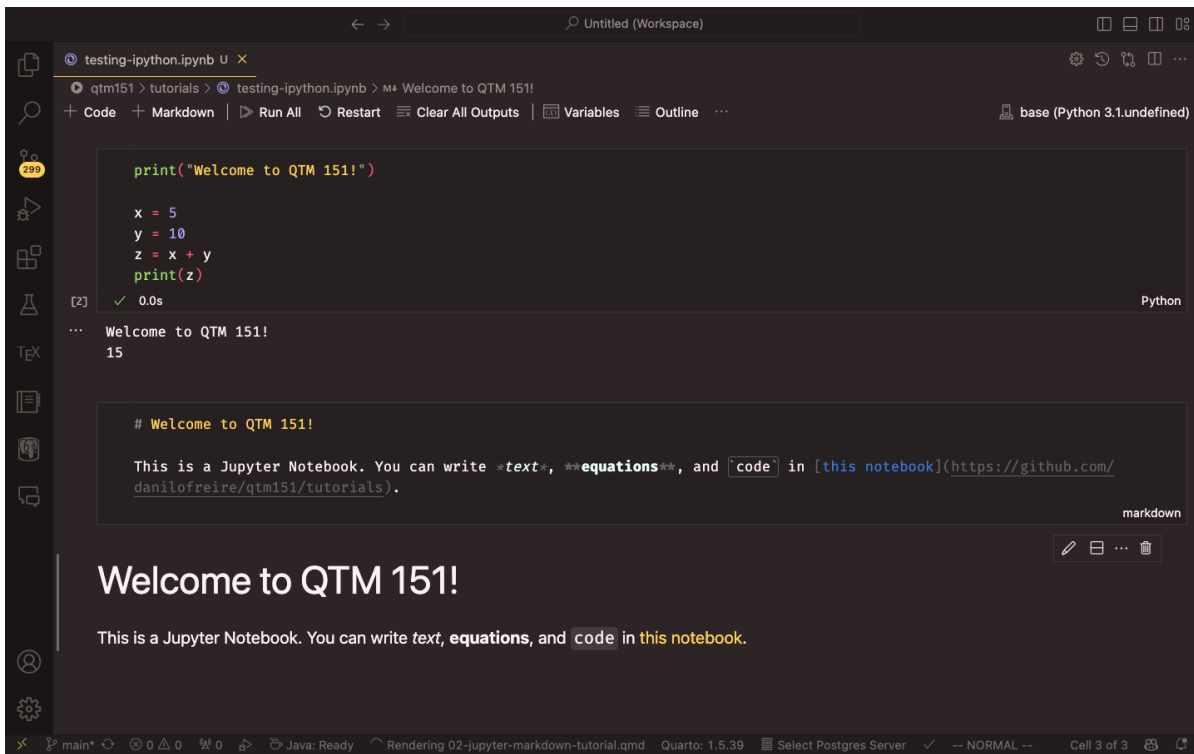 Untitled (Workspace)
testing-ipython.ipynb U
qtm151 > tutorials > testing-ipython.ipynb > M↓ Welcome to QTM 151!
+ Code + Markdown | Run All Restart Clear All Outputs | Variables Outline ...
base (Python 3.1.undefined)
299
print("Welcome to QTM 151!")
x = 5
y = 10
z = x + y
print(z)
[2] ✓ 0.0s
Python
... Welcome to QTM 151!
15
TEX
# Welcome to QTM 151!
This is a Jupyter Notebook. You can write *text*, **equations**, and `code` in [this notebook](https://github.com/
danilofreire/qtm151/tutorials).
markdown
Welcome to QTM 151!
This is a Jupyter Notebook. You can write text, equations, and code in this notebook.
main* 0 0 0 Java: Ready Rendering 02-jupyter-markdown-tutorial.qmd Quarto: 1.5.39 Select Postgres Server ✓ -- NORMAL -- Cell 3 of 3